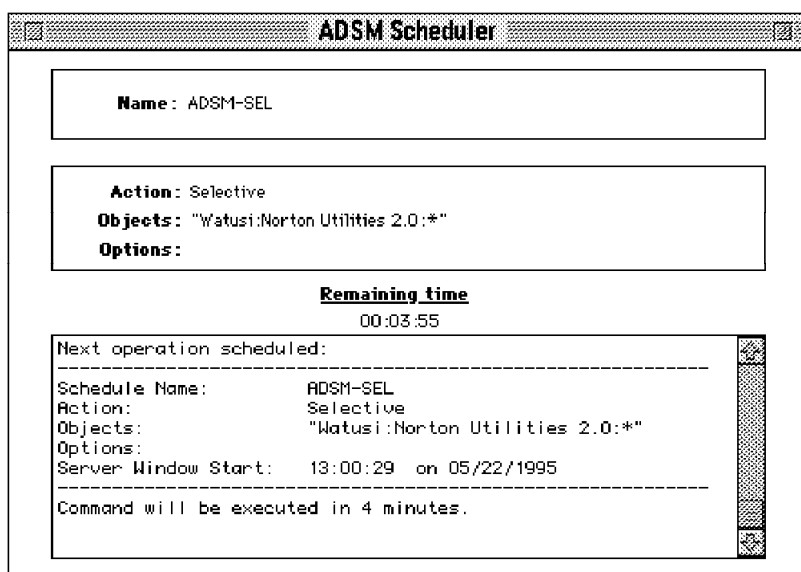 ADSM Scheduler
Name: ADSM-SEL
Action: Selective
Objects: "Watusi:Norton Utilities 2.0:*"
Options:
Remaining time
00:03:55
Next operation scheduled:
------------------------------------------------------------
Schedule Name: ADSM-SEL
Action: Selective
Objects: "Watusi:Norton Utilities 2.0:*"
Options:
Server Window Start: 13:00:29 on 05/22/1995
------------------------------------------------------------
Command will be executed in 4 minutes.